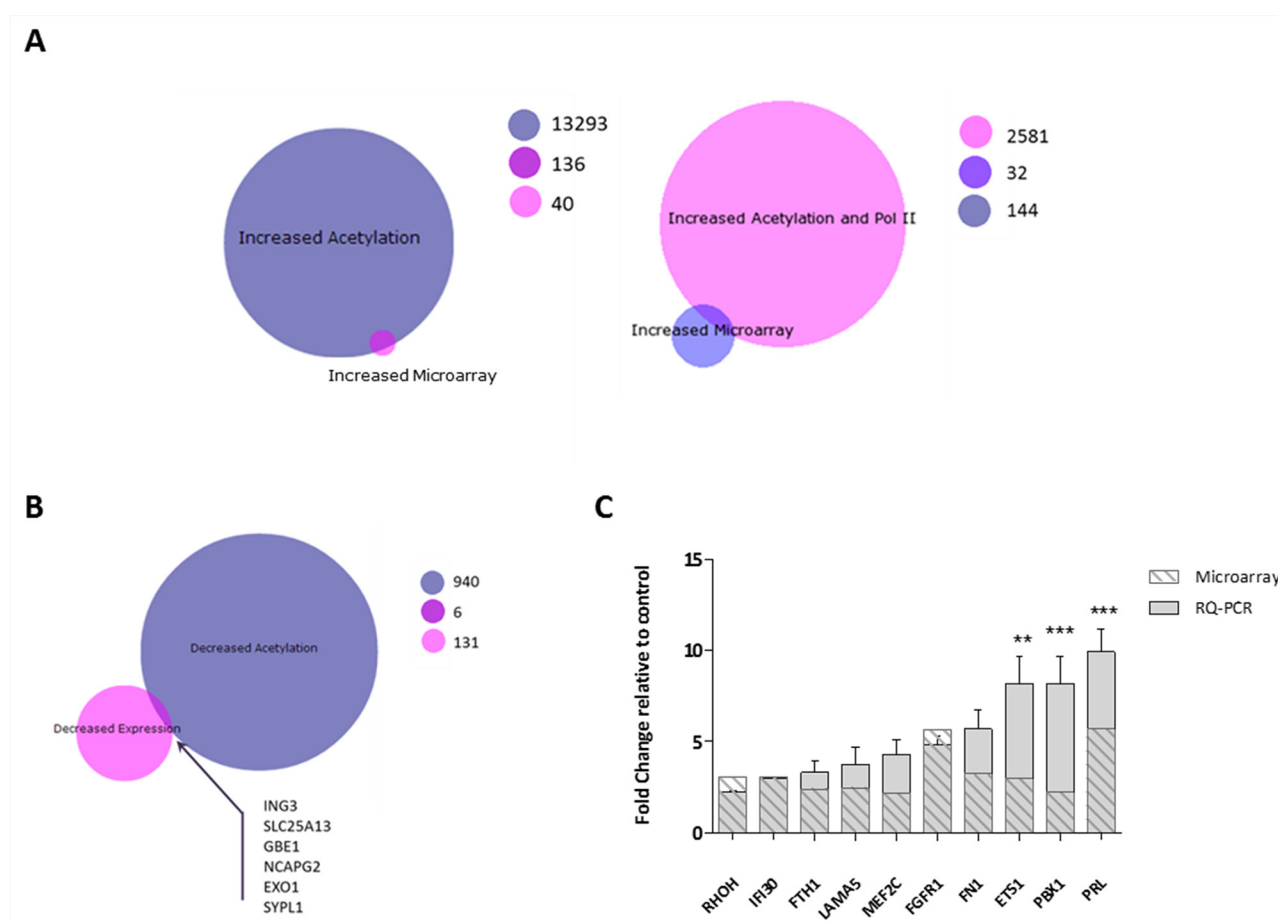 A
Increased Acetylation
Increased Microarray
13293
136
40
Increased Acetylation and Pol II
Increased Microarray
2581
32
144
B
Decreased Acetylation
Decreased Expression
940
6
131
ING3
SLC25A13
GBE1
NCAPG2
EXO1
SYPL1
C
Fold Change relative to control
15
10
5
0
** *** ***
Microarray
RQ-PCR
RHOH IFI30 FTH1 LAMA5 MEF2C FGFR1 FN1 ETS1 PBX1 PRL